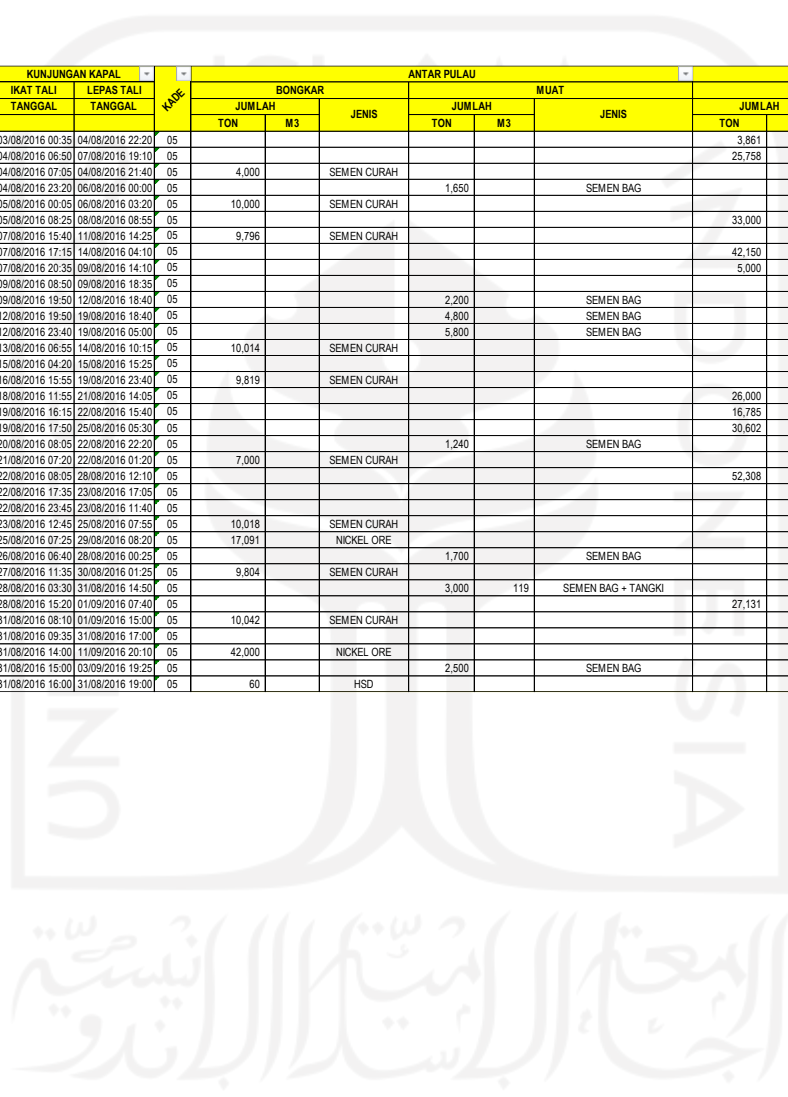 KUNJUNGAN KAPAL KADE ANTAR PULAU
IKAT TALI LEPAS TALI BONGKAR MUAT
TANGGAL TANGGAL JUMLAH JENIS JUMLAH JENIS JUMLAH
TON M3 TON M3 TON
03/08/2016 00:35 04/08/2016 22:20 05 3,861
04/08/2016 06:50 07/08/2016 19:10 05 25,758
04/08/2016 07:05 04/08/2016 21:40 05 4,000 SEMEN CURAH
04/08/2016 23:20 06/08/2016 00:00 05 1,650 SEMEN BAG
05/08/2016 00:05 06/08/2016 03:20 05 10,000 SEMEN CURAH
05/08/2016 08:25 08/08/2016 08:55 05 33,000
07/08/2016 15:40 11/08/2016 14:25 05 9,796 SEMEN CURAH
07/08/2016 17:15 14/08/2016 04:10 05 42,150
07/08/2016 20:35 09/08/2016 14:10 05 5,000
09/08/2016 08:50 09/08/2016 18:35 05
09/08/2016 19:50 12/08/2016 18:40 05 2,200 SEMEN BAG
12/08/2016 19:50 19/08/2016 18:40 05 4,800 SEMEN BAG
12/08/2016 23:40 19/08/2016 05:00 05 5,800 SEMEN BAG
13/08/2016 06:55 14/08/2016 10:15 05 10,014 SEMEN CURAH
15/08/2016 04:20 15/08/2016 15:25 05
16/08/2016 15:55 19/08/2016 23:40 05 9,819 SEMEN CURAH
18/08/2016 11:55 21/08/2016 14:05 05 26,000
19/08/2016 16:15 22/08/2016 15:40 05 16,785
19/08/2016 17:50 25/08/2016 05:30 05 30,602
20/08/2016 08:05 22/08/2016 22:20 05 1,240 SEMEN BAG
21/08/2016 07:20 22/08/2016 01:20 05 7,000 SEMEN CURAH
22/08/2016 08:05 28/08/2016 12:10 05 52,308
22/08/2016 17:35 23/08/2016 17:05 05
22/08/2016 23:45 23/08/2016 11:40 05
23/08/2016 12:45 25/08/2016 07:55 05 10,018 SEMEN CURAH
25/08/2016 07:25 29/08/2016 08:20 05 17,091 NICKEL ORE
26/08/2016 06:40 28/08/2016 00:25 05 1,700 SEMEN BAG
27/08/2016 11:35 30/08/2016 01:25 05 9,804 SEMEN CURAH
28/08/2016 03:30 31/08/2016 14:50 05 3,000 119 SEMEN BAG + TANGKI
28/08/2016 15:20 01/09/2016 07:40 05 27,131
31/08/2016 08:10 01/09/2016 15:00 05 10,042 SEMEN CURAH
31/08/2016 09:35 31/08/2016 17:00 05
31/08/2016 14:00 11/09/2016 20:10 05 42,000 NICKEL ORE
31/08/2016 15:00 03/09/2016 19:25 05 2,500 SEMEN BAG
31/08/2016 16:00 31/08/2016 19:00 05 60 HSD